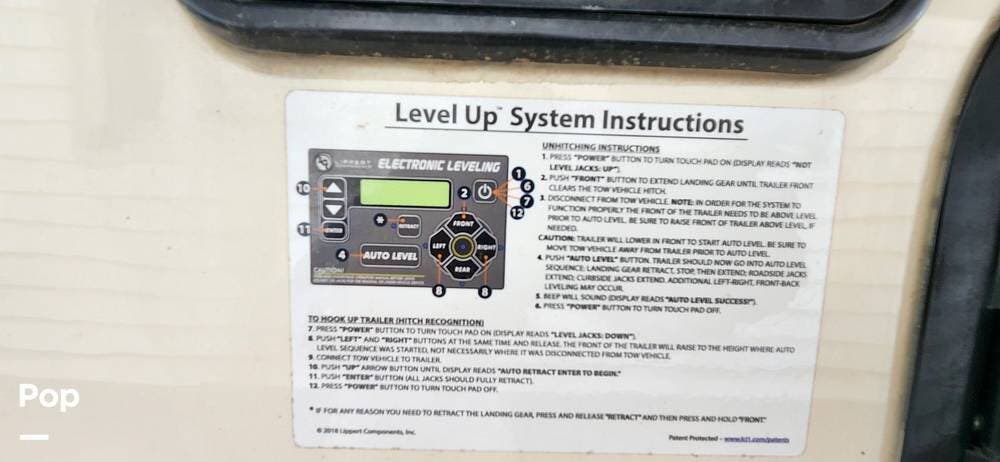 Level Up™ System Instructions
LIPPERT
ELECTRONIC LEVELING
10
11
ENTER
*
RETRACT
4
AUTO LEVEL
CAUTION!
2
FRONT
LEFT
RIGHT
REAR
8
8
1
6
7
12
UNHITCHING INSTRUCTIONS
1. PRESS "POWER" BUTTON TO TURN TOUCH PAD ON (DISPLAY READS "NOT
LEVEL JACKS: UP").
2. PUSH "FRONT" BUTTON TO EXTEND LANDING GEAR UNTIL TRAILER FRONT
CLEARS THE TOW VEHICLE HITCH.
3. DISCONNECT FROM TOW VEHICLE. NOTE: IN ORDER FOR THE SYSTEM TO
FUNCTION PROPERLY THE FRONT OF THE TRAILER NEEDS TO BE ABOVE LEVEL
PRIOR TO AUTO LEVEL. BE SURE TO RAISE FRONT OF TRAILER ABOVE LEVEL, IF
NEEDED.
CAUTION: TRAILER WILL LOWER IN FRONT TO START AUTO LEVEL. BE SURE TO
MOVE TOW VEHICLE AWAY FROM TRAILER PRIOR TO AUTO LEVEL.
4. PUSH "AUTO LEVEL" BUTTON. TRAILER SHOULD NOW GO INTO AUTO LEVEL
SEQUENCE: LANDING GEAR RETRACT, STOP, THEN EXTEND; ROADSIDE JACKS
EXTEND; CURBSIDE JACKS EXTEND. ADDITIONAL LEFT-RIGHT, FRONT-BACK
LEVELING MAY OCCUR.
5. BEEP WILL SOUND (DISPLAY READS "AUTO LEVEL SUCCESS!").
6. PRESS "POWER" BUTTON TO TURN TOUCH PAD OFF.
TO HOOK UP TRAILER (HITCH RECOGNITION)
7. PRESS "POWER" BUTTON TO TURN TOUCH PAD ON (DISPLAY READS "LEVEL JACKS: DOWN").
8. PUSH "LEFT" AND "RIGHT" BUTTONS AT THE SAME TIME AND RELEASE. THE FRONT OF THE TRAILER WILL RAISE TO THE HEIGHT WHERE AUTO
LEVEL SEQUENCE WAS STARTED, NOT NECESSARILY WHERE IT WAS DISCONNECTED FROM TOW VEHICLE.
9. CONNECT TOW VEHICLE TO TRAILER.
10. PUSH "UP" ARROW BUTTON UNTIL DISPLAY READS "AUTO RETRACT ENTER TO BEGIN."
11. PUSH "ENTER" BUTTON (ALL JACKS SHOULD FULLY RETRACT).
12. PRESS "POWER" BUTTON TO TURN TOUCH PAD OFF.
* IF FOR ANY REASON YOU NEED TO RETRACT THE LANDING GEAR, PRESS AND RELEASE "RETRACT" AND THEN PRESS AND HOLD "FRONT."
© 2018 Lippert Components, Inc.
Patent Protected – www.lci1.com/patents
Pop